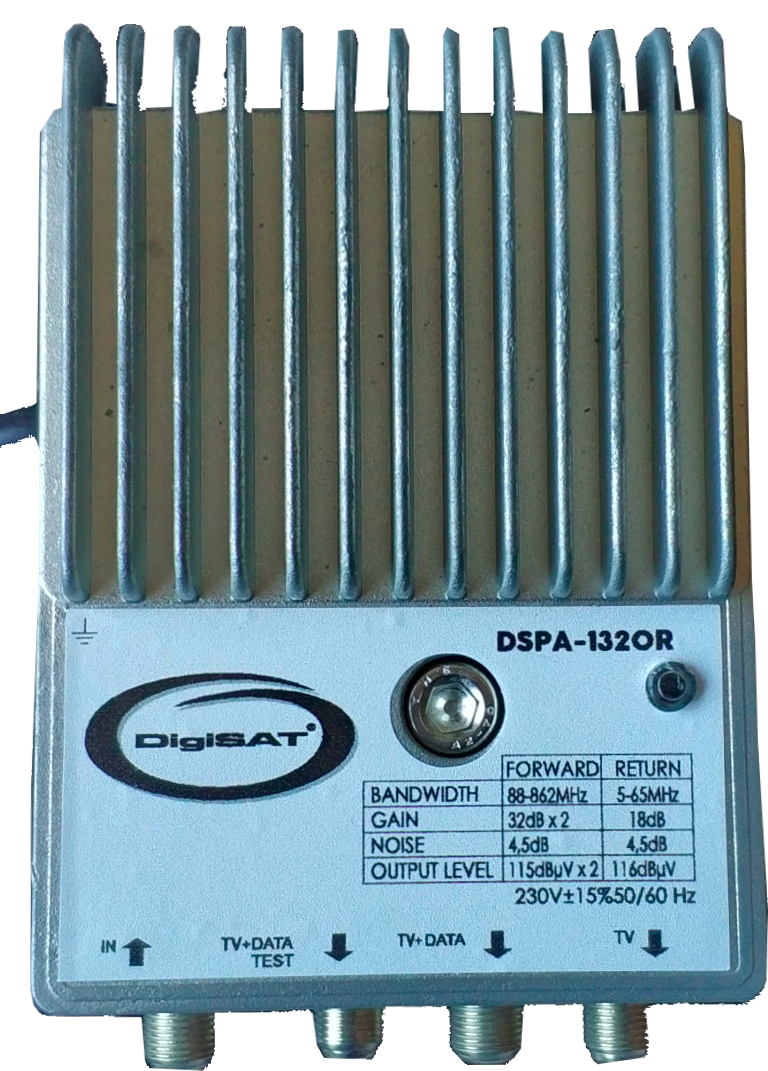 DSPA-132OR
DigiSAT®
FORWARD RETURN
BANDWIDTH 88-862MHz 5-65MHz
GAIN 32dB x 2 18dB
NOISE 4,5dB 4,5dB
OUTPUT LEVEL 115dBµV x 2 116dBµV
230V±15%50/60 Hz
IN TV+DATA TV+DATA TV
TEST